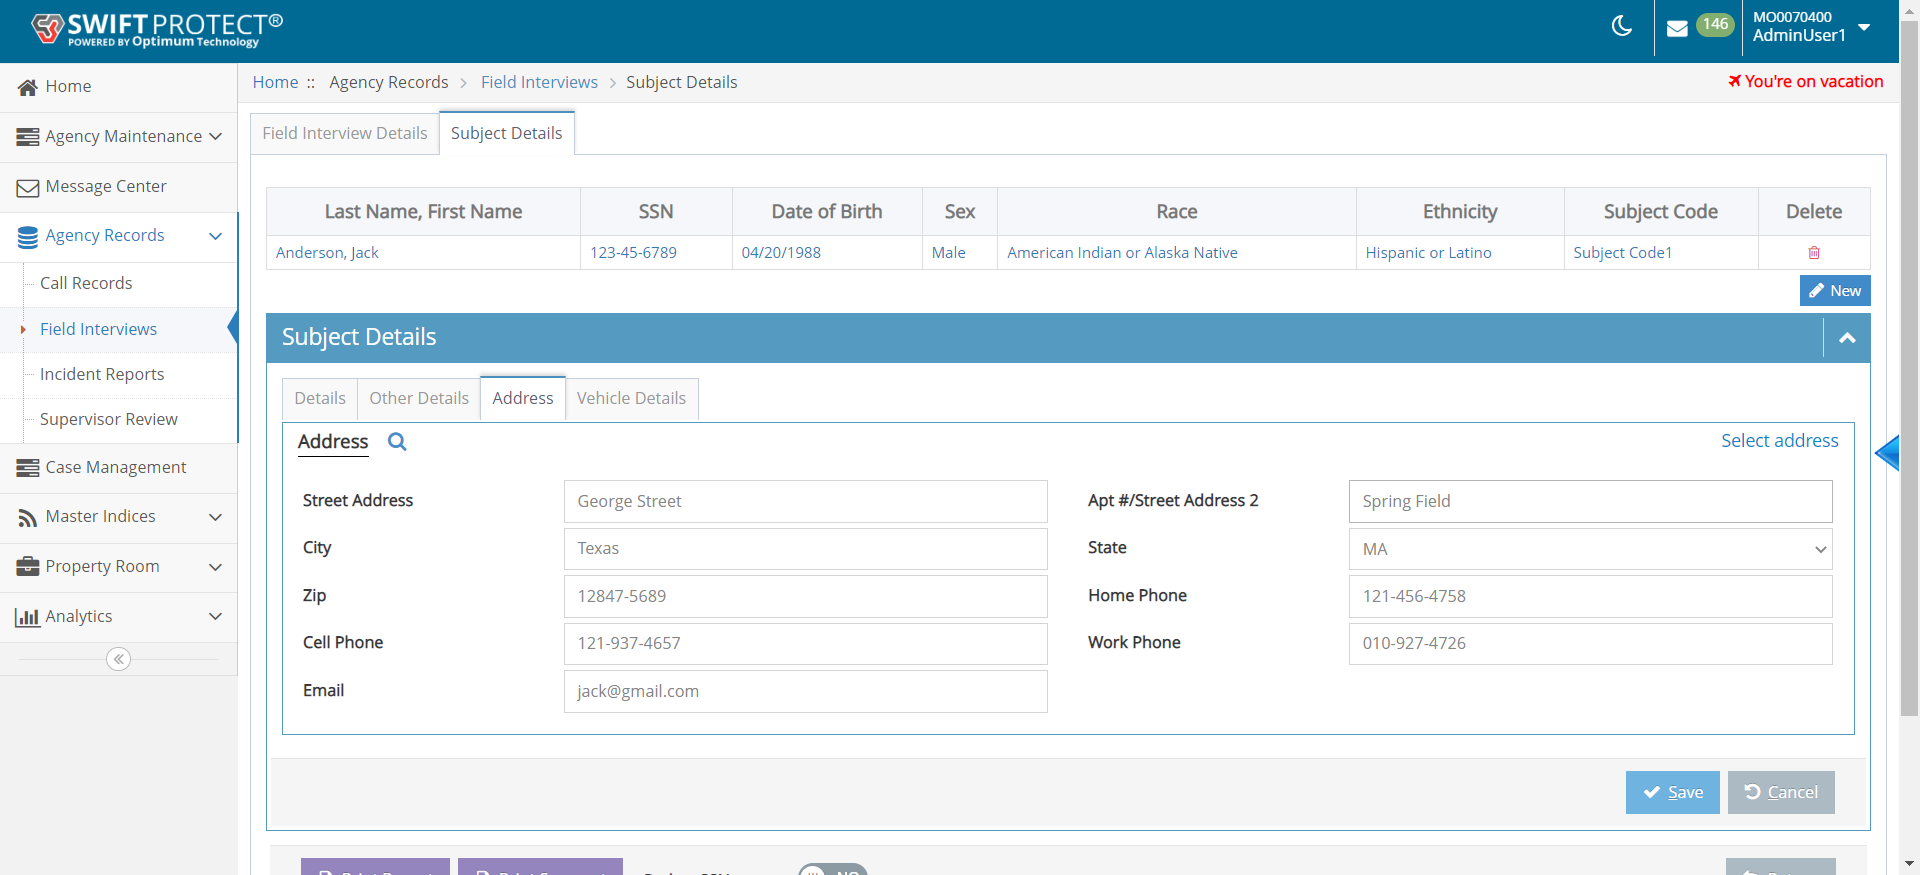 SWIFTPROTECT®
POWERED BY Optimum Technology
146
MO0070400
AdminUser1
Home
Agency Maintenance
Message Center
Agency Records
Call Records
Field Interviews
Incident Reports
Supervisor Review
Case Management
Master Indices
Property Room
Analytics
Home :: Agency Records > Field Interviews > Subject Details
You're on vacation
Field Interview Details Subject Details
Last Name, First Name SSN Date of Birth Sex Race Ethnicity Subject Code Delete
Anderson, Jack 123-45-6789 04/20/1988 Male American Indian or Alaska Native Hispanic or Latino Subject Code1
New
Subject Details
Details Other Details Address Vehicle Details
Address Select address
Street Address George Street Apt #/Street Address 2 Spring Field
City Texas State MA
Zip 12847-5689 Home Phone 121-456-4758
Cell Phone 121-937-4657 Work Phone 010-927-4726
Email jack@gmail.com
Save Cancel